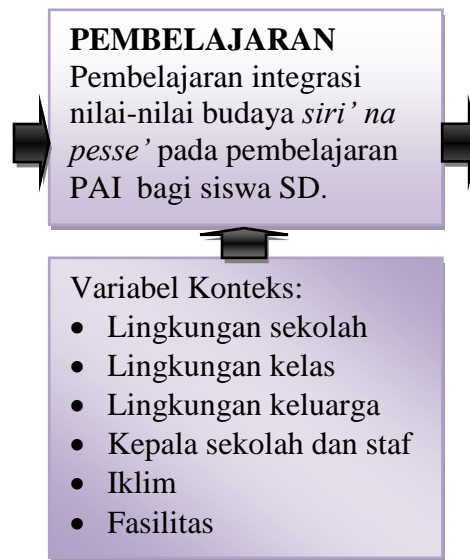 PEMBELAJARAN
Pembelajaran integrasi
nilai-nilai budaya siri’ na
pesse’ pada pembelajaran
PAI  bagi siswa SD.
Variabel Konteks:
• Lingkungan sekolah
• Lingkungan kelas
• Lingkungan keluarga
• Kepala sekolah dan staf
• Iklim
• Fasilitas